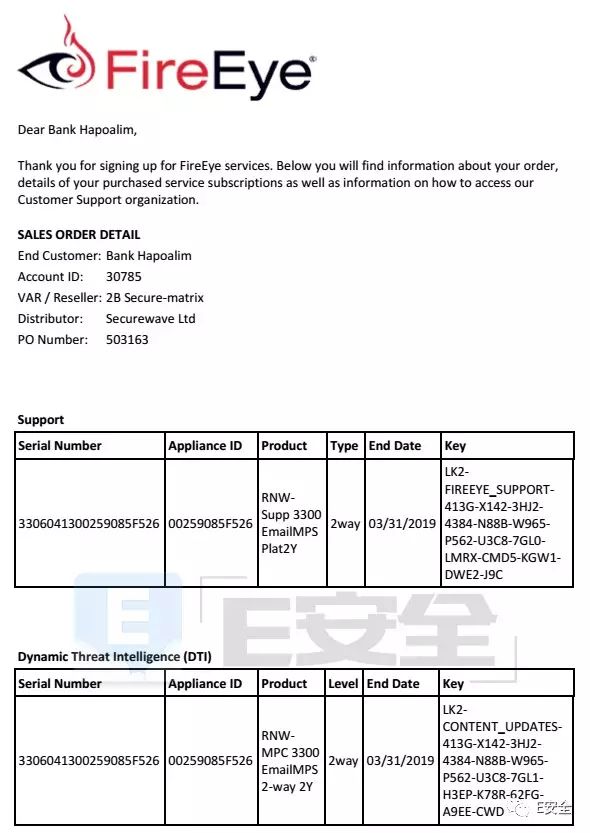 FireEye®
Dear Bank Hapoalim,
Thank you for signing up for FireEye services. Below you will find information about your order,
details of your purchased service subscriptions as well as information on how to access our
Customer Support organization.
SALES ORDER DETAIL
End Customer: Bank Hapoalim
Account ID: 30785
VAR / Reseller: 2B Secure-matrix
Distributor: Securewave Ltd
PO Number: 503163
Support
Serial Number Appliance ID Product Type End Date Key
3306041300259085F526 00259085F526
RNW-
Supp 3300
EmailMPS
Plat2Y
2way 03/31/2019
LK2-
FIREEYE_SUPPORT-
413G-X142-3HJ2-
4384-N88B-W965-
P562-U3C8-7GL0-
LMRX-CMD5-KGW1-
DWE2-J9C
E安全
Dynamic Threat Intelligence (DTI)
Serial Number Appliance ID Product Level End Date Key
3306041300259085F526 00259085F526
RNW-
MPC 3300
EmailMPS
2-way 2Y
2way 03/31/2019
LK2-
CONTENT_UPDATES-
413G-X142-3HJ2-
4384-N88B-W965-
P562-U3C8-7GL1-
H3EP-K78R-62FG-
A9EE-CWD
E安全